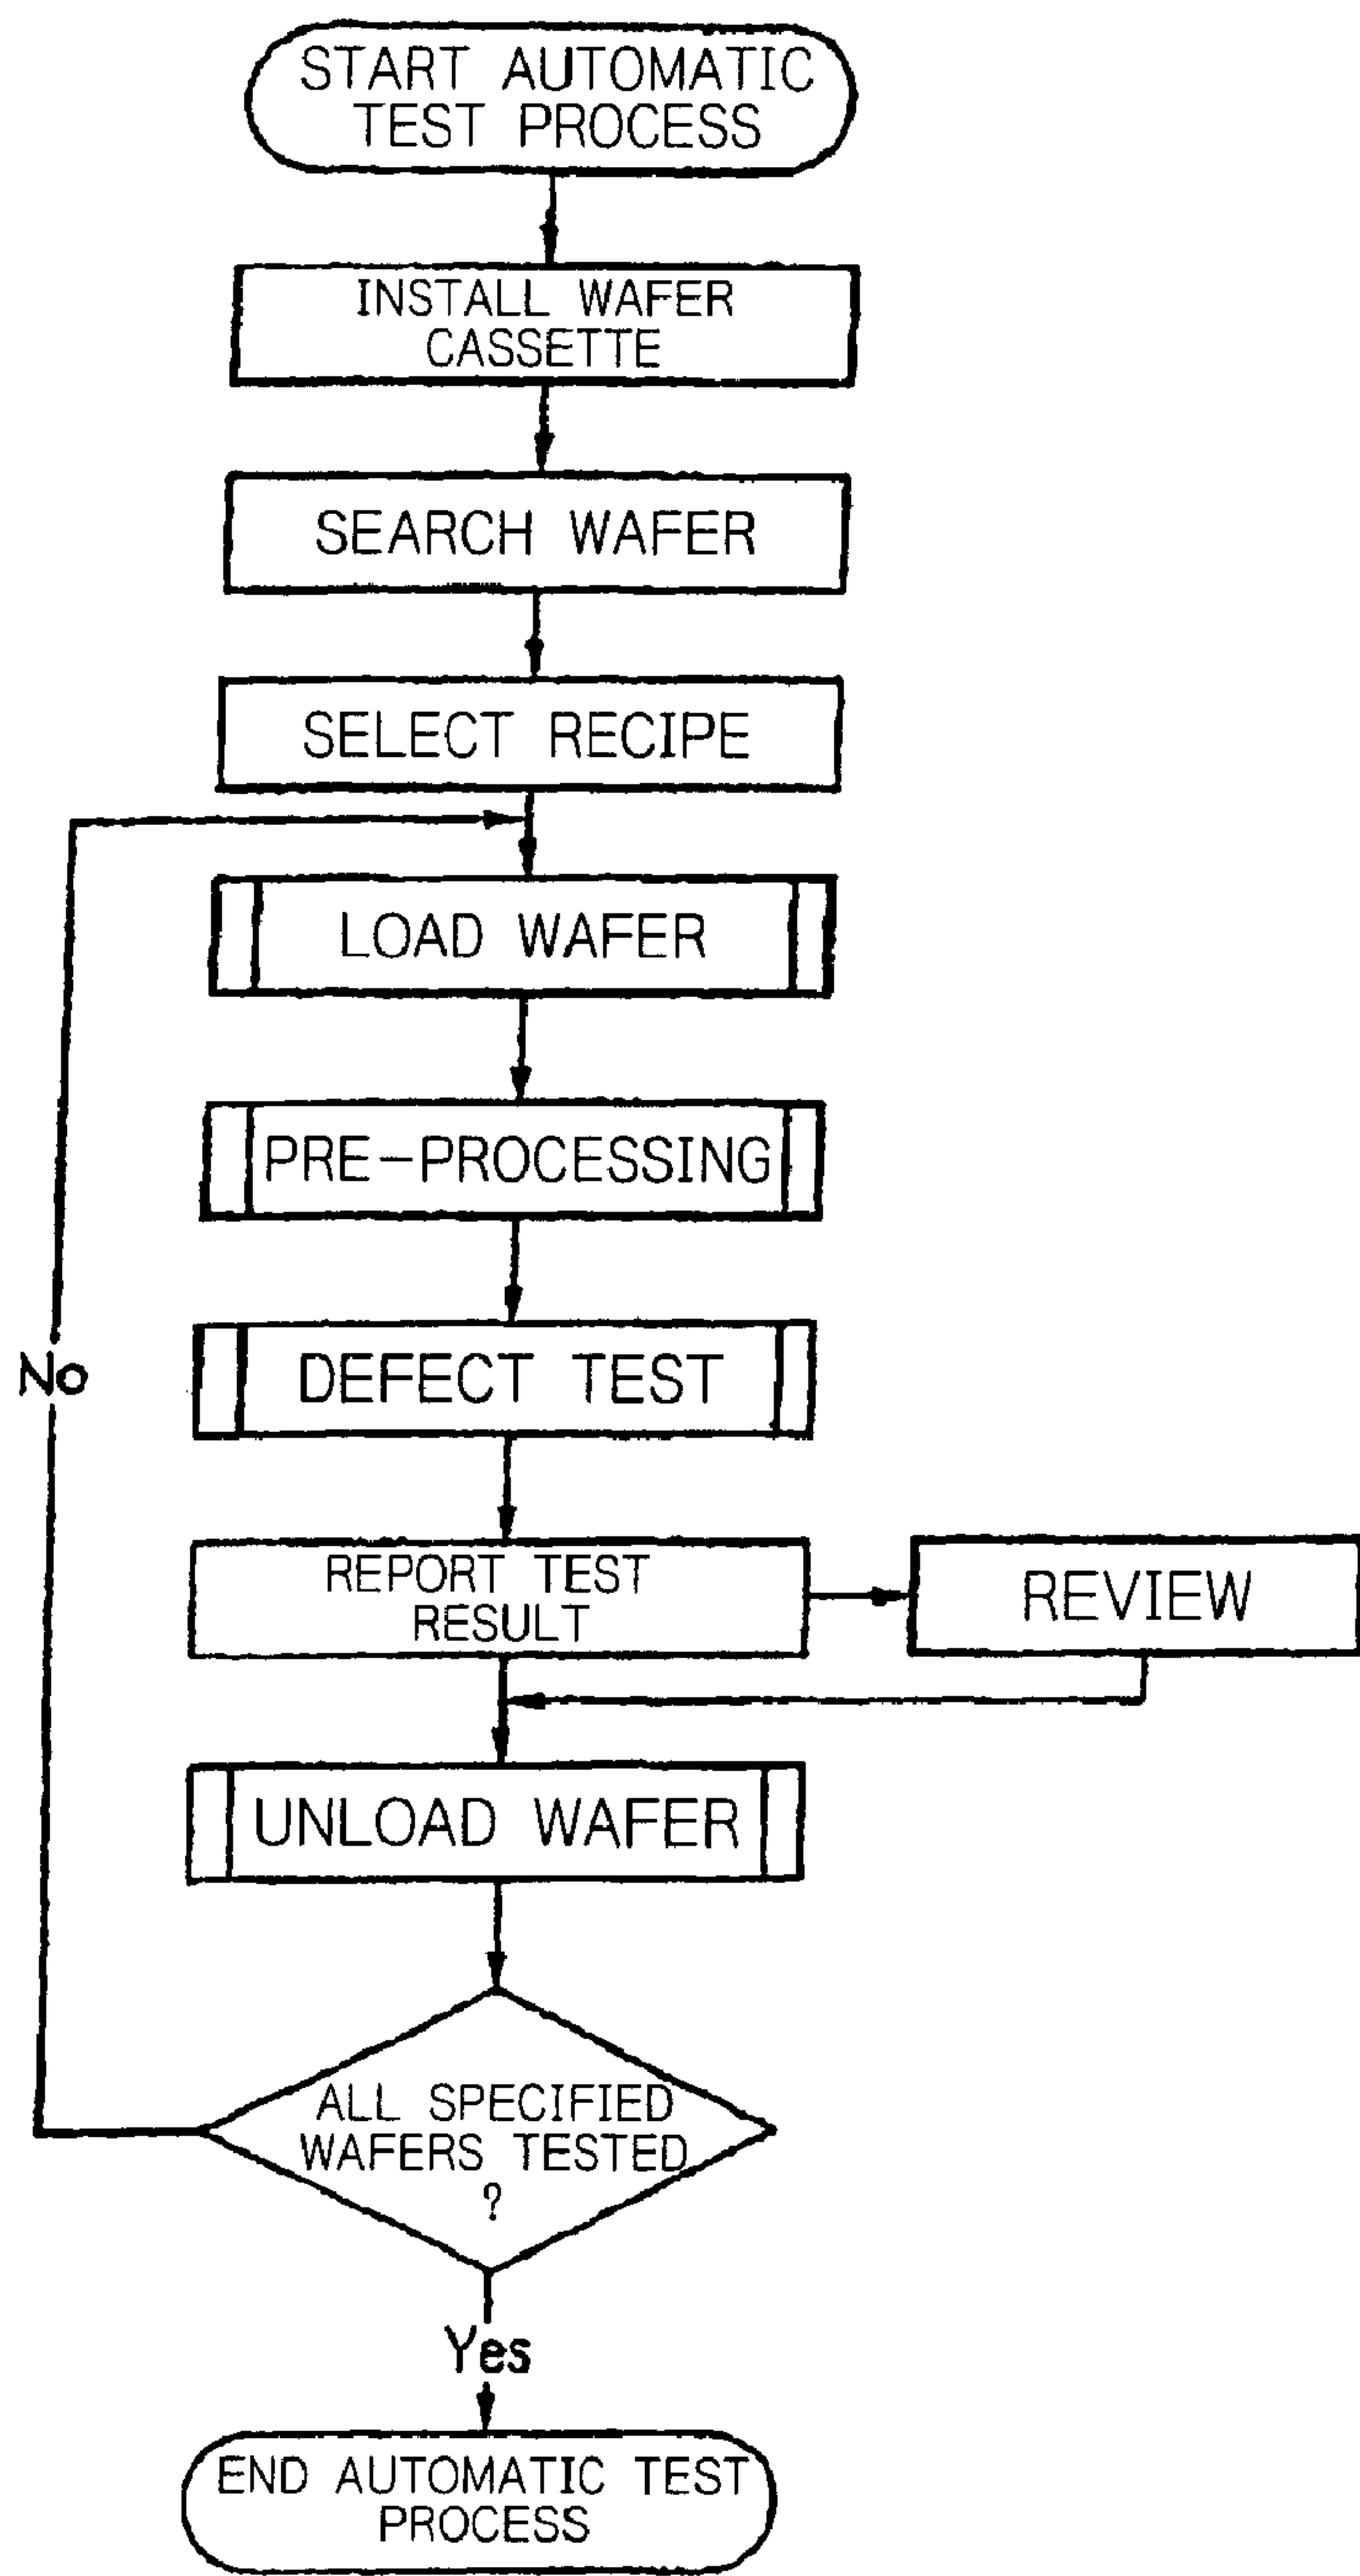 START AUTOMATIC
TEST PROCESS
INSTALL WAFER
CASSETTE
SEARCH WAFER
SELECT RECIPE
LOAD WAFER
PRE-PROCESSING
DEFECT TEST
No
REPORT TEST
RESULT
REVIEW
UNLOAD WAFER
ALL SPECIFIED
WAFERS TESTED
?
Yes
END AUTOMATIC TEST
PROCESS